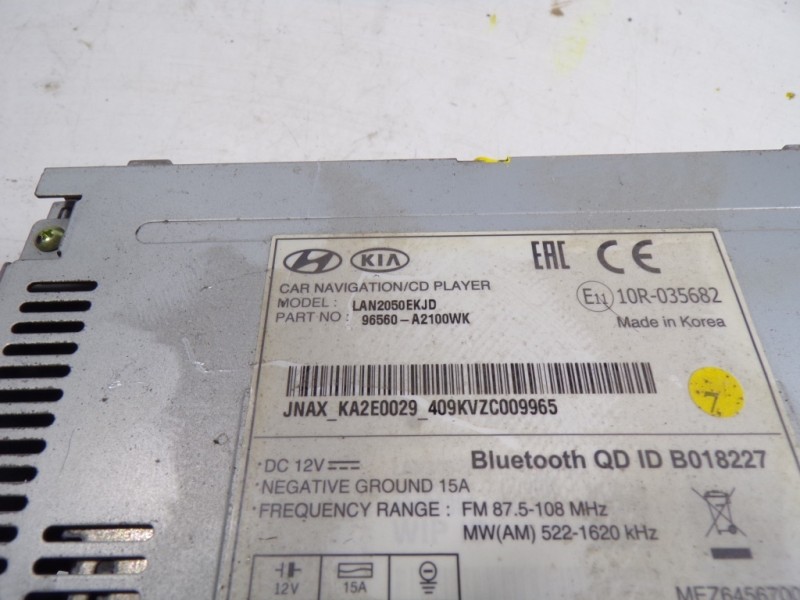 KIA
EAC CE
CAR NAVIGATION/CD PLAYER
MODEL : LAN2050EKJD
PART NO : 96560-A2100WK
E11 10R-035682
Made in Korea
7
JNAX_KA2E0029_409KVZC009965
DC 12V
Bluetooth QD ID B018227
NEGATIVE GROUND 15A
FREQUENCY RANGE : FM 87.5-108 MHz
MW(AM) 522-1620 kHz
12V 15A